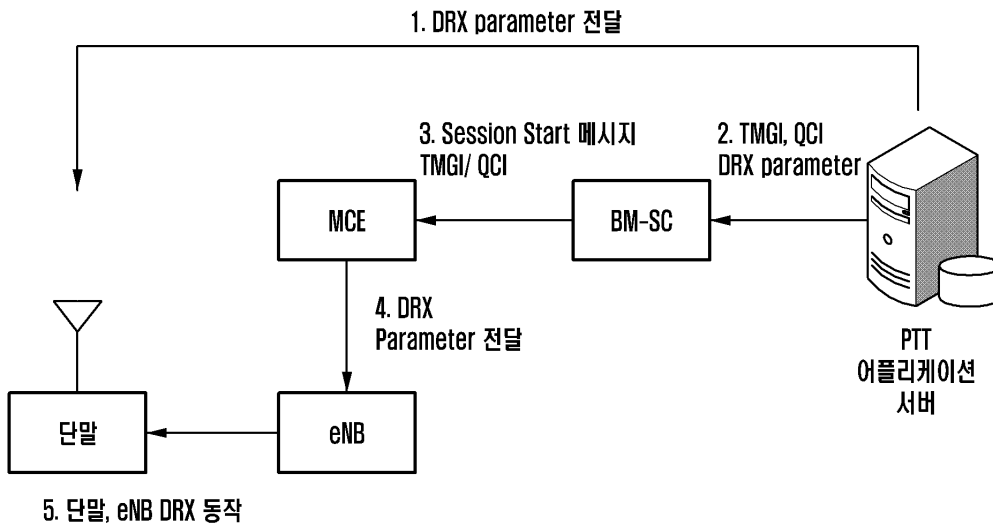 1. DRX parameter 전달
3. Session Start 메시지
TMGI/ QCI
2. TMGI, QCI
DRX parameter
MCE
BM-SC
4. DRX
Parameter 전달
PTT
어플리케이션
서버
단말
eNB
5. 단말, eNB DRX 동작